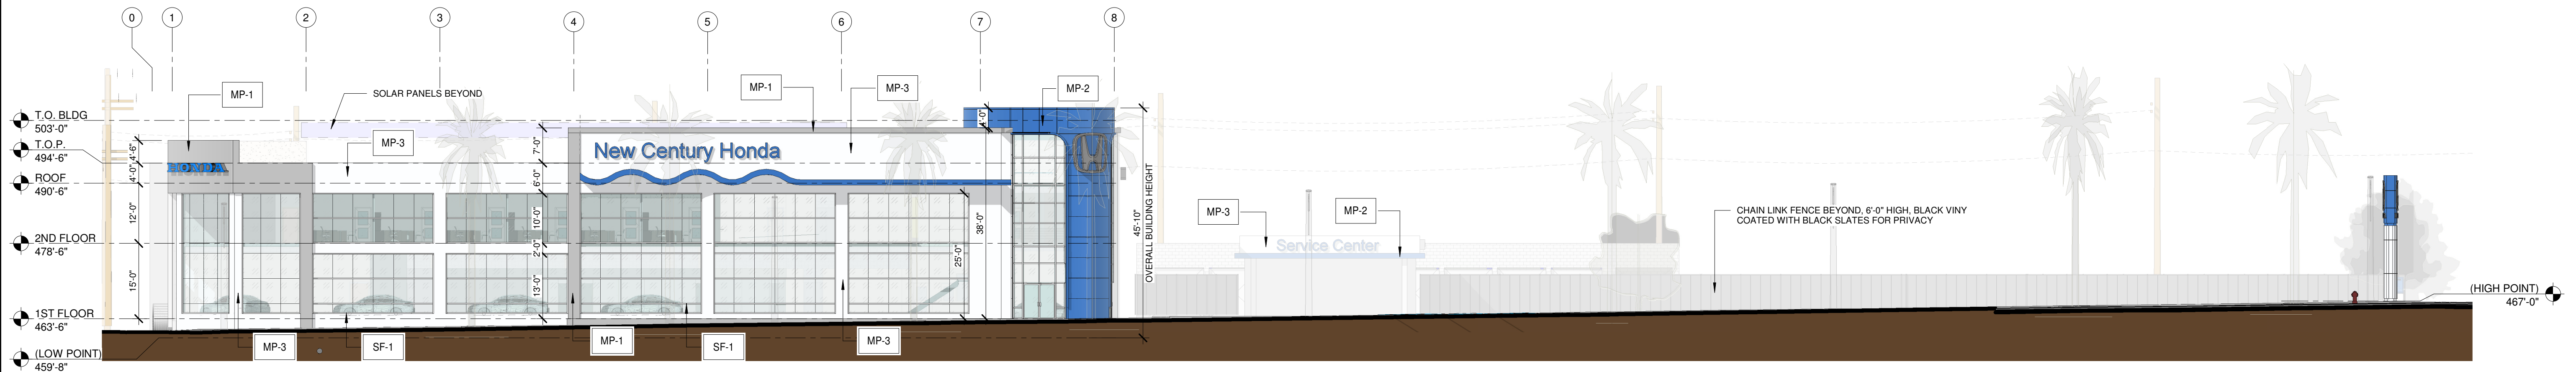 0
1
2
3
4
5
6
7
8
MP-1
SOLAR PANELS BEYOND
MP-3
MP-1
MP-3
MP-2
T.O. BLDG
503'-0"
T.O.P.
494'-6"
ROOF
490'-6"
2ND FLOOR
478'-6"
1ST FLOOR
463'-6"
(LOW POINT)
459'-8"
4'-6"
4'-0"
12'-0"
15'-0"
HONDA
7'-0"
6'-0"
10'-0"
2'-0"
13'-0"
New Century Honda
25'-0"
38'-0"
4'-0"
45'-10"
OVERALL BUILDING HEIGHT
MP-3
SF-1
MP-1
SF-1
MP-3
MP-3
MP-2
Service Center
CHAIN LINK FENCE BEYOND, 6'-0" HIGH, BLACK VINY
COATED WITH BLACK SLATES FOR PRIVACY
(HIGH POINT)
467'-0"